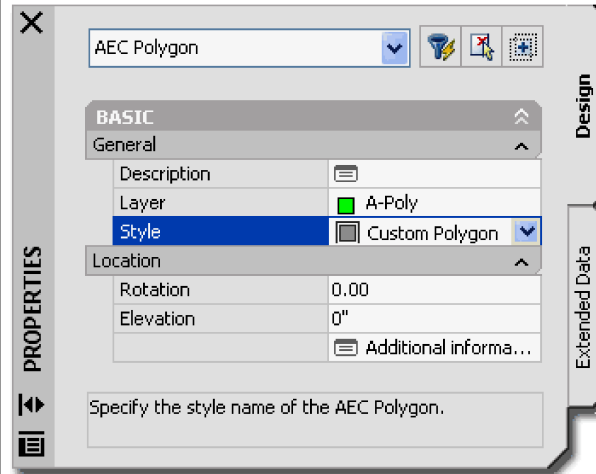 AEC Polygon
BASIC
General
Description
Layer A-Poly
Style Custom Polygon
Location
Rotation 0.00
Elevation 0"
Additional informa...
Specify the style name of the AEC Polygon.
PROPERTIES
Design
Extended Data